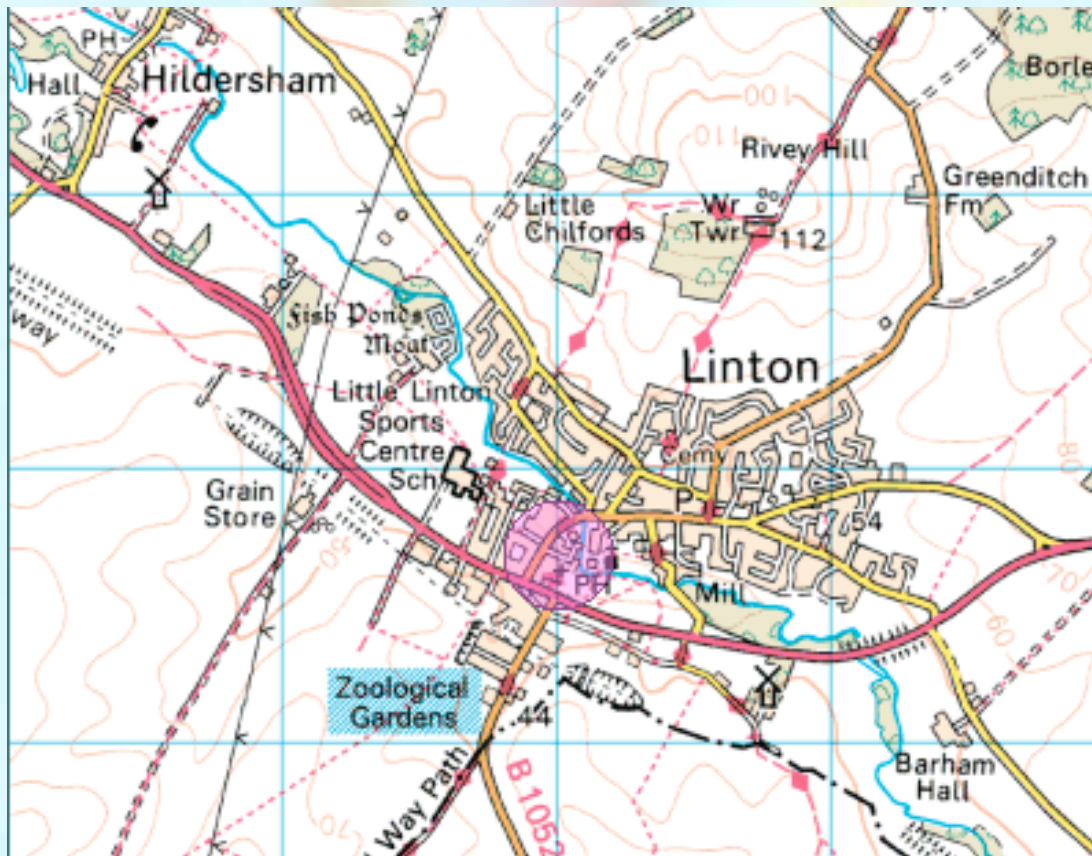 PH
Hall
Hildersham
Borle
100
110
Rivey Hill
Greenditch
Fm
Little
Chilfords
Wr
Twr
112
way
Fish Ponds
Moat
Linton
Little Linton
Sports
Centre
Sch
Cemy
Grain
Store
P
54
50
PH
Mill
70
80
60
Zoological
Gardens
44
Way Path
B 1052
Barham
Hall